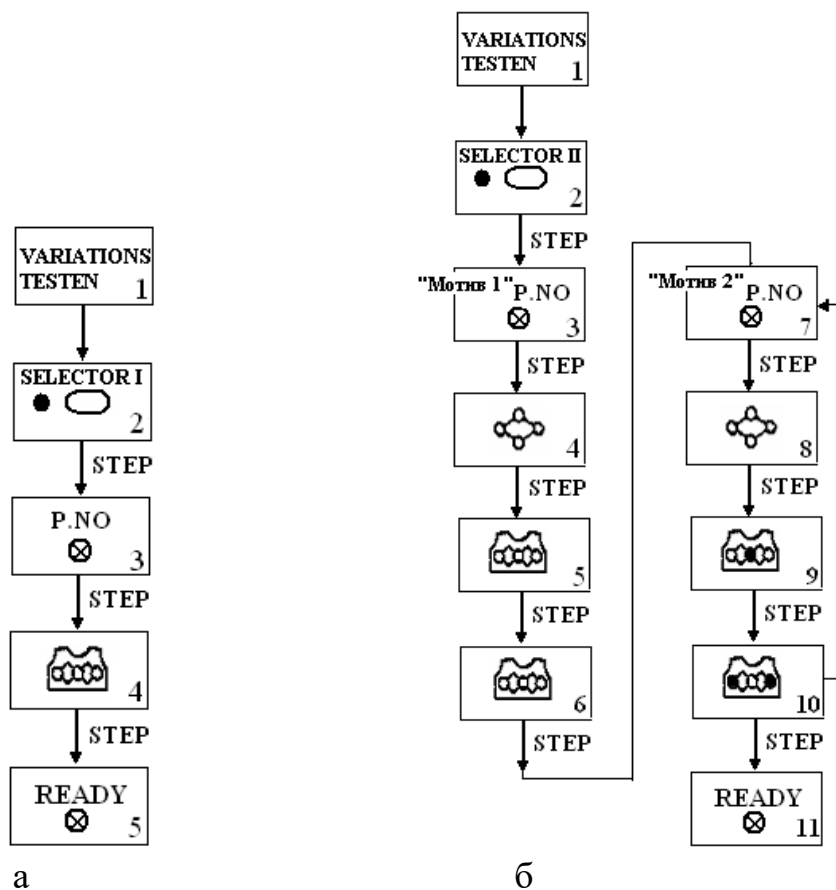 VARIATIONS
TESTEN 1
SELECTOR I
2
STEP
P.NO
3
STEP
4
STEP
READY
5
а
VARIATIONS
TESTEN 1
SELECTOR II
2
STEP
"Мотив 1" P.NO
3
STEP
4
STEP
5
STEP
6
STEP
"Мотив 2" P.NO
7
STEP
8
STEP
9
STEP
10
STEP
READY
11
б